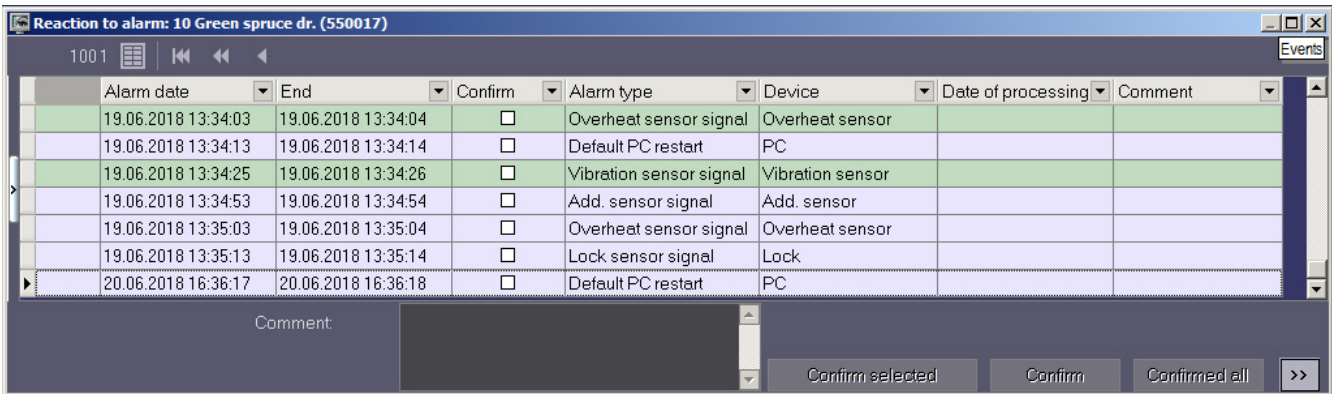 Reaction to alarm: 10 Green spruce dr. (550017)
1001
Events
Alarm date End Confirm Alarm type Device Date of processing Comment
19.06.2018 13:34:03 19.06.2018 13:34:04 Overheat sensor signal Overheat sensor
19.06.2018 13:34:13 19.06.2018 13:34:14 Default PC restart PC
19.06.2018 13:34:25 19.06.2018 13:34:26 Vibration sensor signal Vibration sensor
19.06.2018 13:34:53 19.06.2018 13:34:54 Add. sensor signal Add. sensor
19.06.2018 13:35:03 19.06.2018 13:35:04 Overheat sensor signal Overheat sensor
19.06.2018 13:35:13 19.06.2018 13:35:14 Lock sensor signal Lock
20.06.2018 16:36:17 20.06.2018 16:36:18 Default PC restart PC
Comment:
Confirm selected Confirm Confirmed all >>